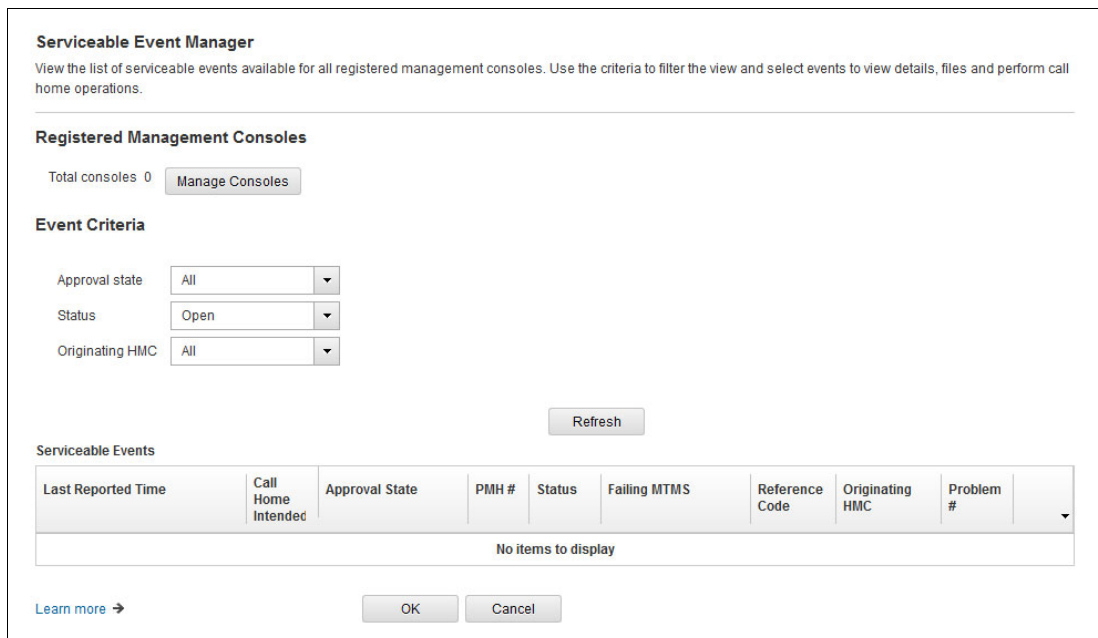 Serviceable Event Manager
View the list of serviceable events available for all registered management consoles. Use the criteria to filter the view and select events to view details, files and perform call
home operations.
Registered Management Consoles
Total consoles 0 Manage Consoles
Event Criteria
Approval state All
Status Open
Originating HMC All
Refresh
Serviceable Events
Last Reported Time Call Home Intended Approval State PMH # Status Failing MTMS Reference Code Originating HMC Problem #
No items to display
Learn more → OK Cancel